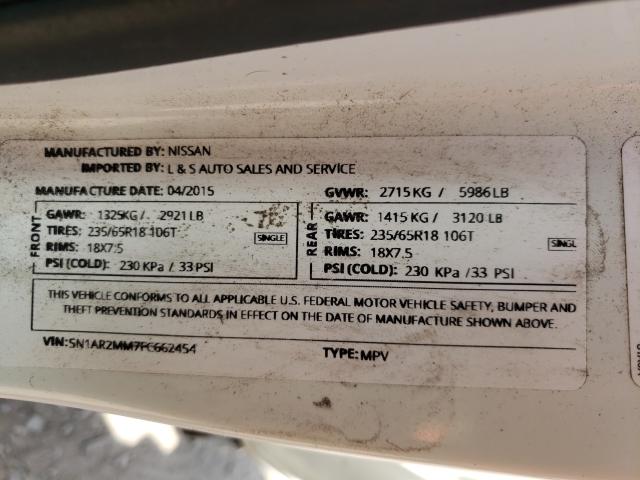 MANUFACTURED BY: NISSAN
IMPORTED BY: L & S AUTO SALES AND SERVICE
MANUFACTURE DATE: 04/2015
GVWR: 2715 KG / 5986 LB
FRONT
GAWR: 1325KG / 2921 LB
TIRES: 235/65R18 106T
SINGLE
RIMS: 18X7.5
PSI (COLD): 230 KPa / 33 PSI
REAR
GAWR: 1415 KG / 3120 LB
TIRES: 235/65R18 106T
SINGL
RIMS: 18X7.5
PSI (COLD): 230 KPa / 33 PSI
THIS VEHICLE CONFORMS TO ALL APPLICABLE U.S. FEDERAL MOTOR VEHICLE SAFETY, BUMPER AND
THEFT PREVENTION STANDARDS IN EFFECT ON THE DATE OF MANUFACTURE SHOWN ABOVE.
VIN: 5N1AR2MM7FC662454
TYPE: MPV